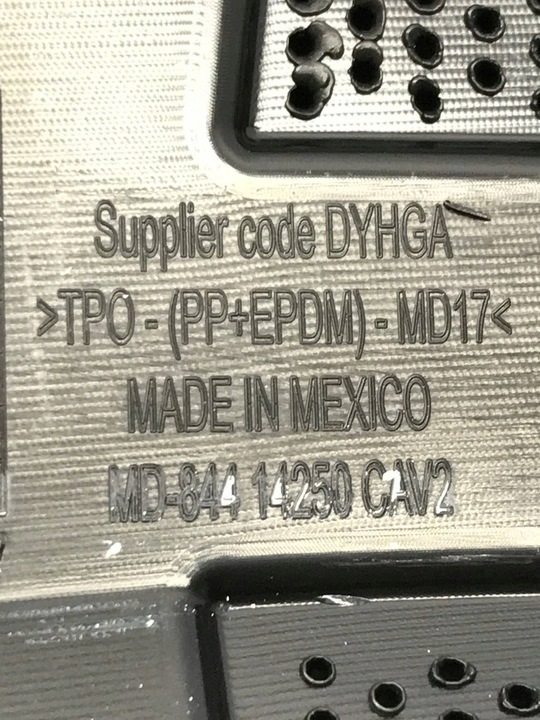 Supplier code DYHGA
>TPO - (PP+EPDM) - MD17<
MADE IN MEXICO
MD-844 14250 CAV2